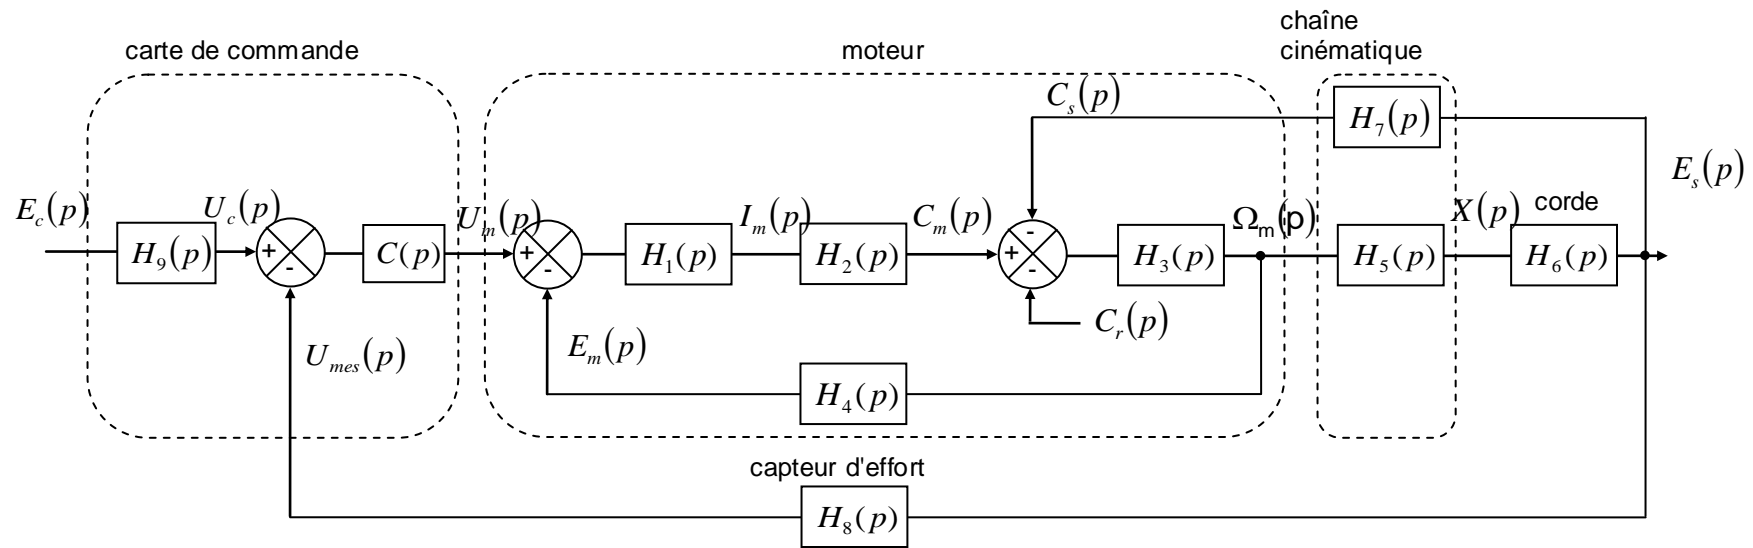 chaîne
cinématique
carte de commande
moteur
C_s(p)
H_7(p)
E_s(p)
E_c(p)
H_9(p)
U_c(p)
+
-
C(p)
U_m(p)
+
-
H_1(p)
I_m(p)
H_2(p)
C_m(p)
-
+
-
H_3(p)
Ω_m(p)
H_5(p)
X(p)
corde
H_6(p)
C_r(p)
U_mes(p)
E_m(p)
H_4(p)
capteur d'effort
H_8(p)